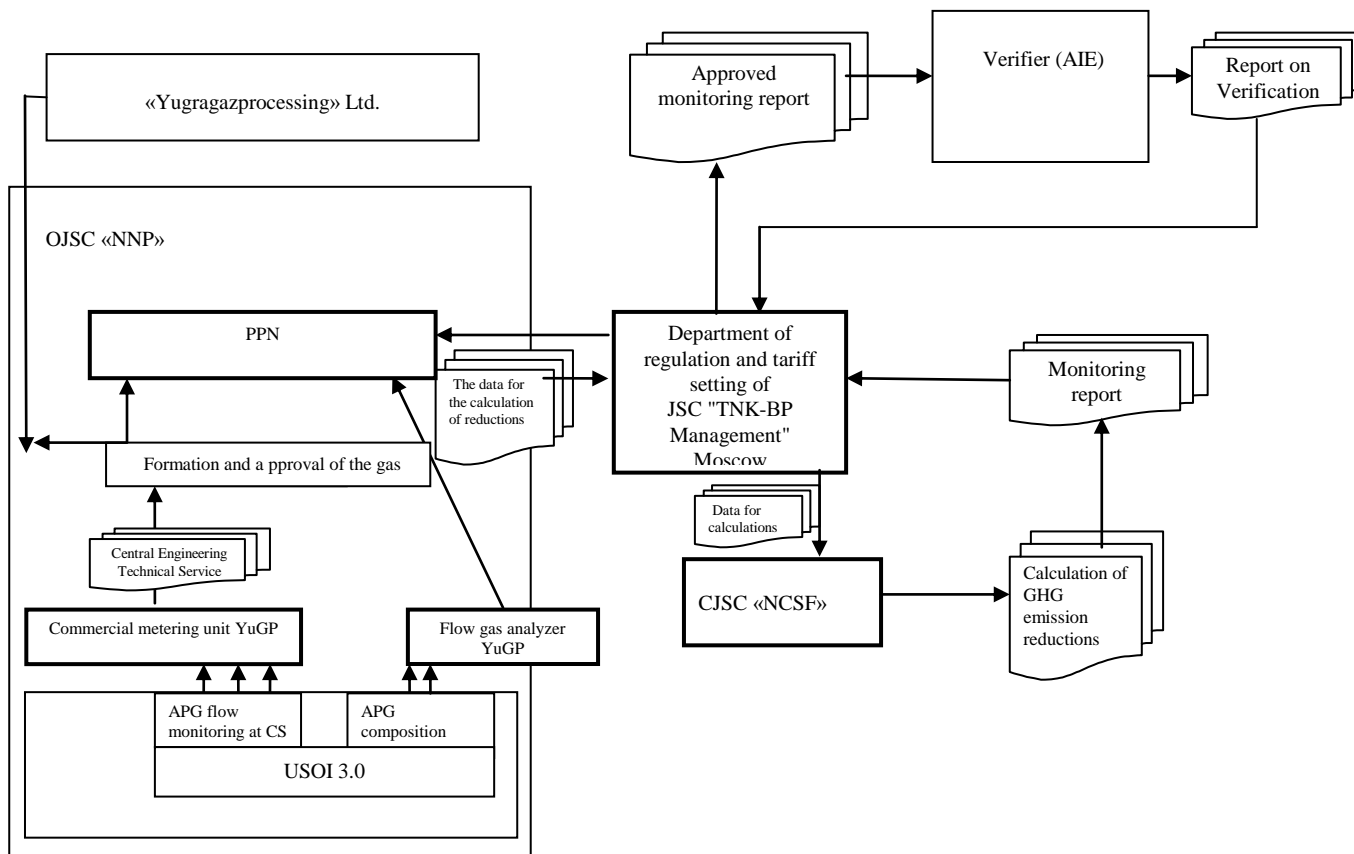 «Yugragazprocessing» Ltd.
Approved
monitoring report
Verifier (AIE)
Report on
Verification
OJSC «NNP»
PPN
The data for
the calculation
of reductions
Department of
regulation and tariff
setting of
JSC "TNK-BP
Management"
Moscow
Monitoring
report
Formation and a pproval of the gas
Data for
calculations
Central Engineering
Technical Service
CJSC «NCSF»
Calculation of
GHG
emission
reductions
Commercial metering unit YuGP
Flow gas analyzer
YuGP
APG flow
monitoring at CS
APG
composition
USOI 3.0